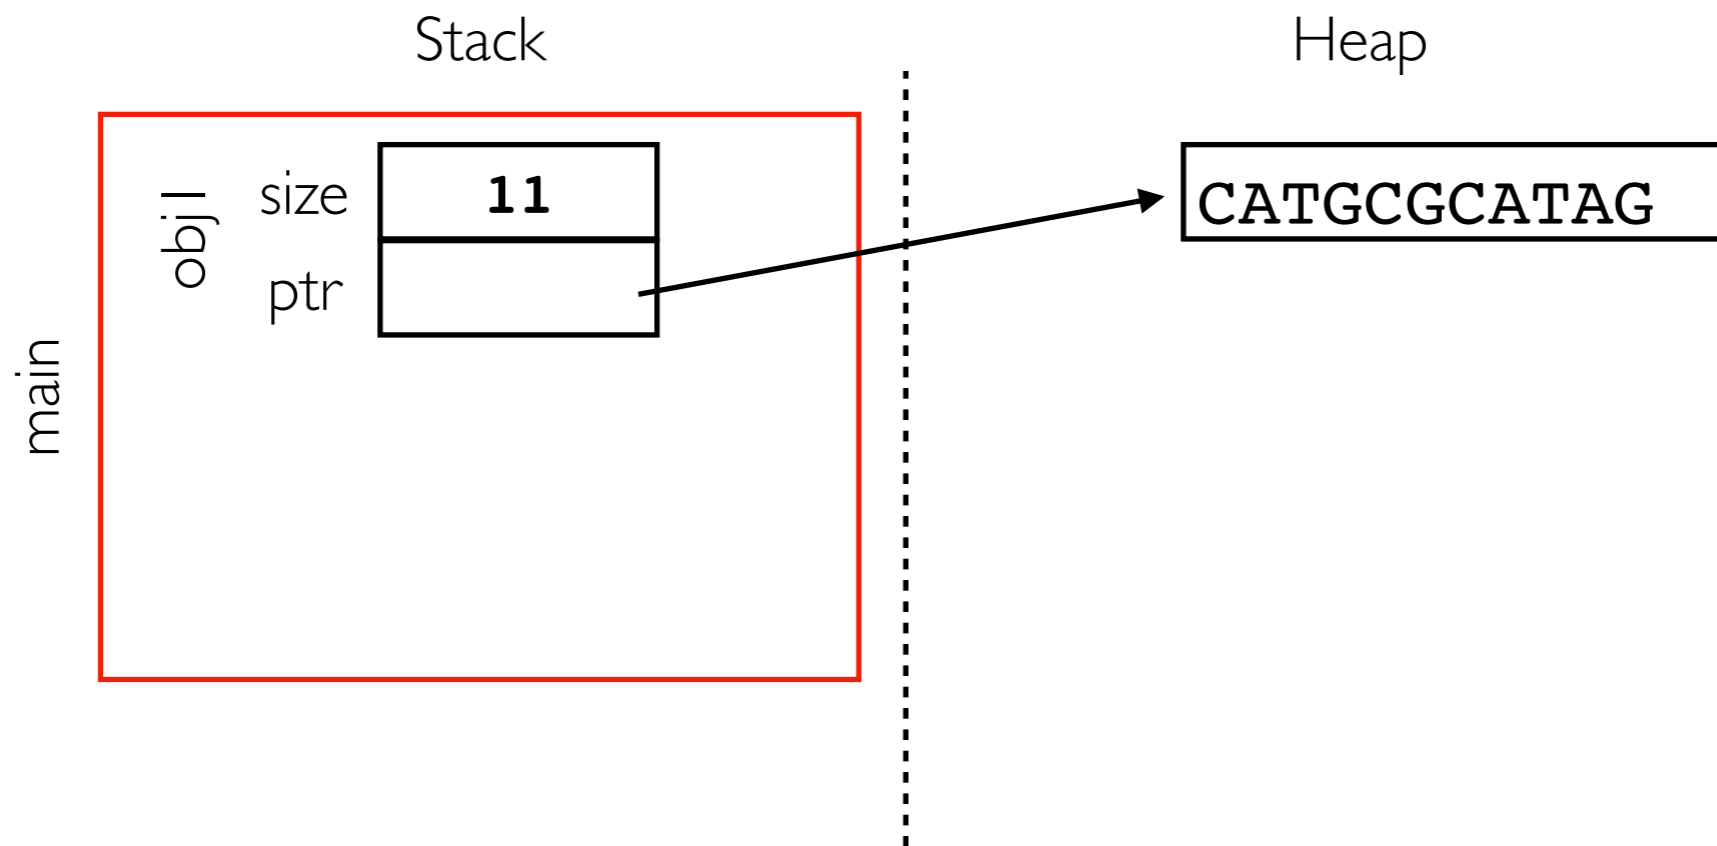 Stack
Heap
main
obj1
size
11
ptr
CATGCGCATAG